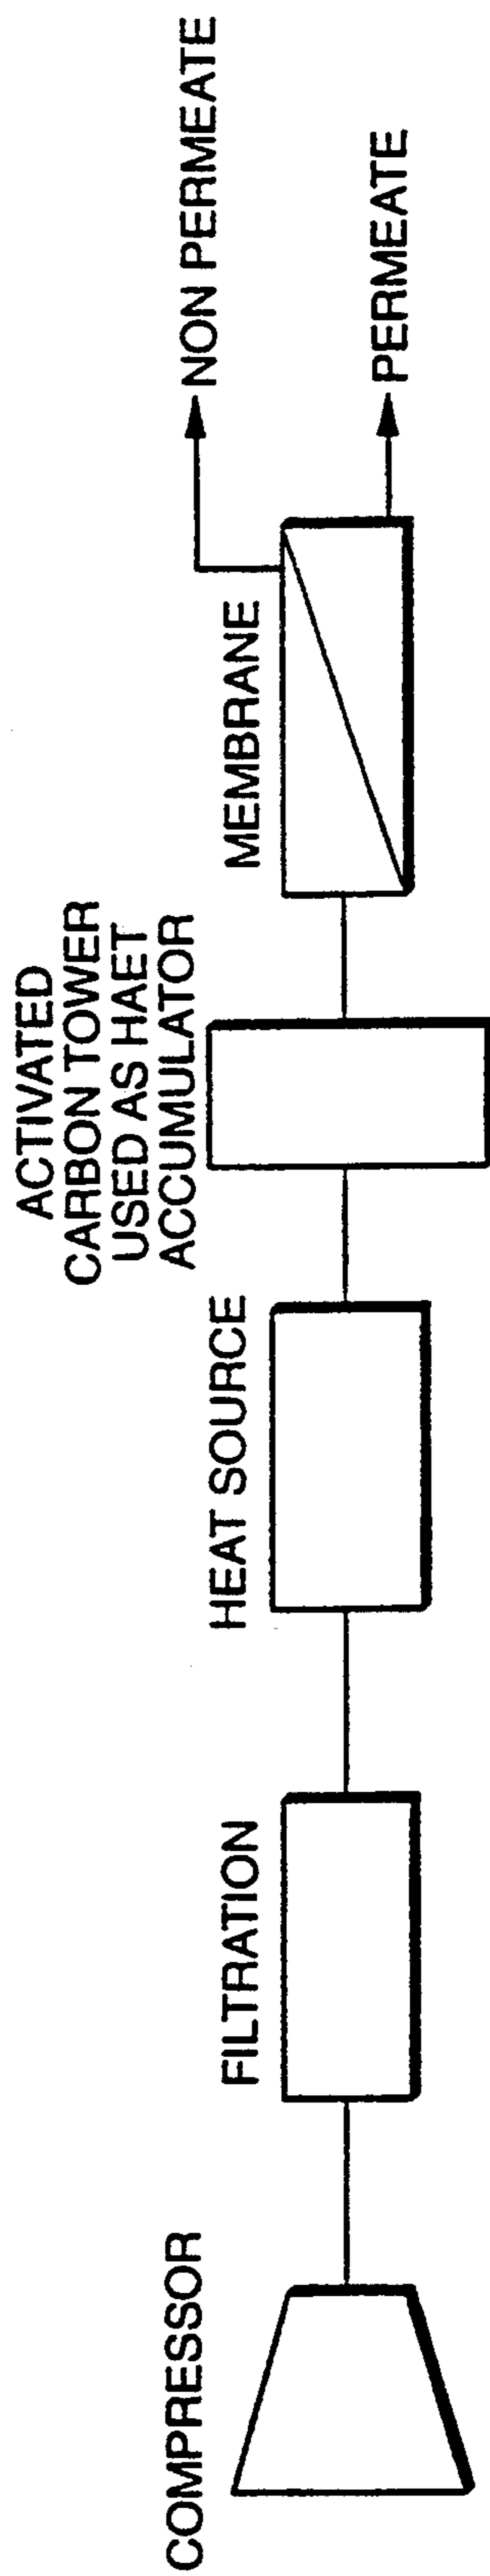 COMPRESSOR
FILTRATION
HEAT SOURCE
ACTIVATED
CARBON TOWER
USED AS HAET
ACCUMULATOR
MEMBRANE
NON PERMEATE
PERMEATE